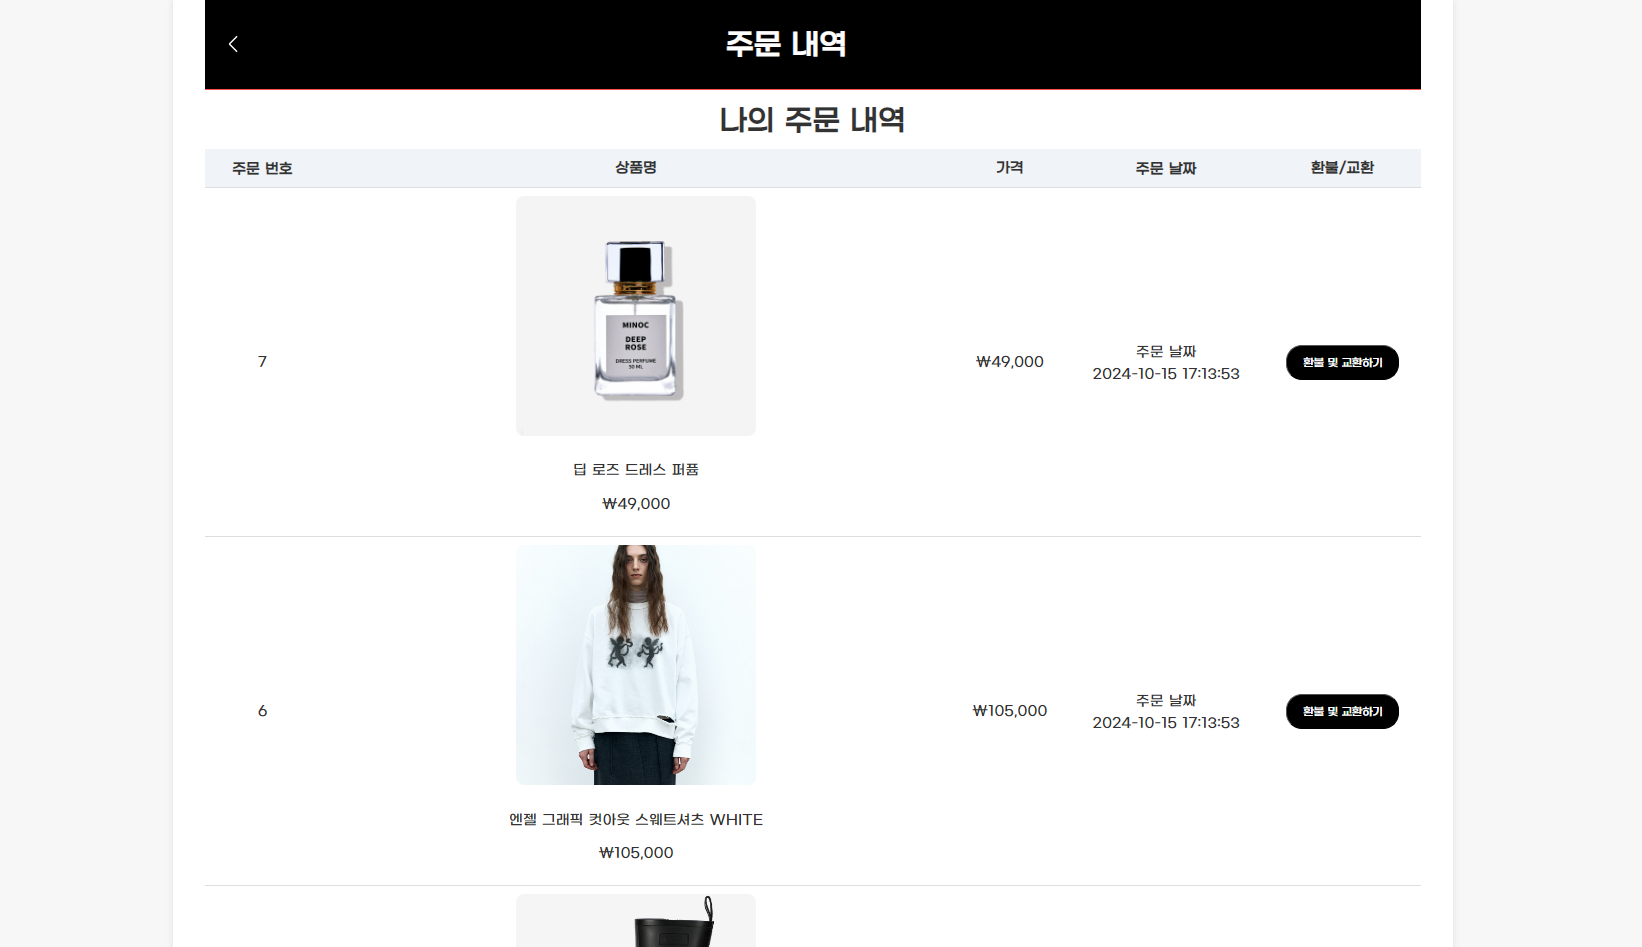 주문 내역
나의 주문 내역
주문 번호 상품명 가격 주문 날짜 환불/교환
MINOC
DEEP
ROSE
DRESS PERFUME
50 ML
7 ₩49,000 주문 날짜 환불 및 교환하기
2024-10-15 17:13:53
딥 로즈 드레스 퍼퓸
₩49,000
6 ₩105,000 주문 날짜 환불 및 교환하기
2024-10-15 17:13:53
엔젤 그래픽 컷아웃 스웨트셔츠 WHITE
₩105,000